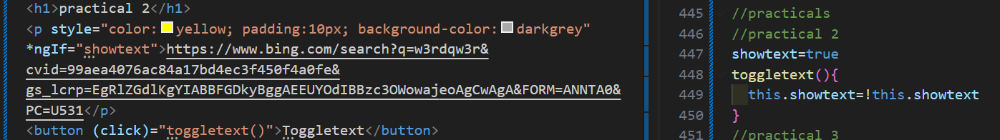 <h1>practical 2</h1>
<p style="color:yellow; padding:10px; background-color:darkgrey"
*ngIf="showtext">https://www.bing.com/search?q=w3rdqw3r&
cvid=99aea4076ac84a17bd4ec3f450f4a0fe&
gs_lcrp=EgRlZGdlKgYIABBFGDkyBggAEEUYOdIBBzc3OWowajeoAgCwAgA&FORM=ANNTA0&
PC=U531</p>
<button (click)="toggletext()">Toggletext</button>
445 //practicals
446 //practical 2
447 showtext=true
448 toggletext(){
449 this.showtext=!this.showtext
450 }
451 //practical 3